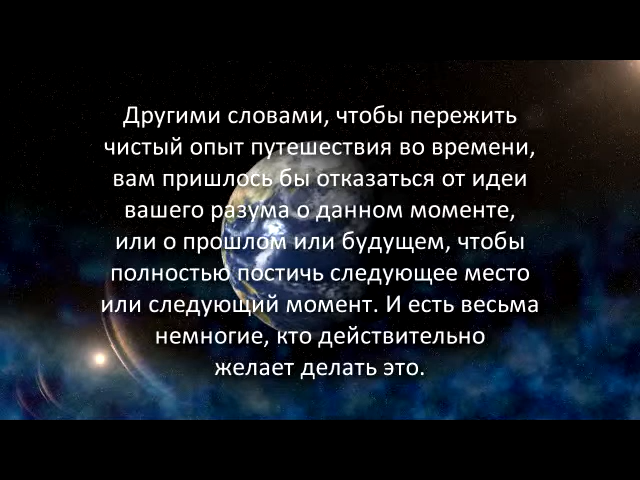 Другими словами, чтобы пережить
чистый опыт путешествия во времени,
вам пришлось бы отказаться от идеи
вашего разума о данном моменте,
или о прошлом или будущем, чтобы
полностью постичь следующее место
или следующий момент. И есть весьма
немногие, кто действительно
желает делать это.